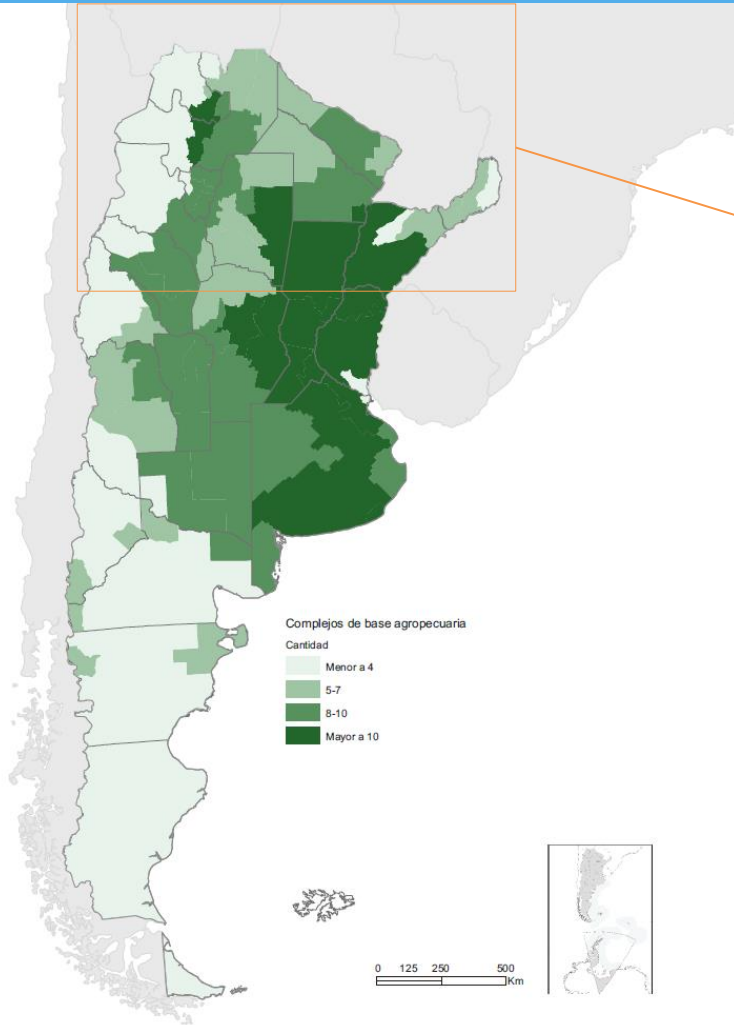 Complejos de base agropecuaria
Cantidad
Menor a 4
5-7
8-10
Mayor a 10
0 125 250 500
Km